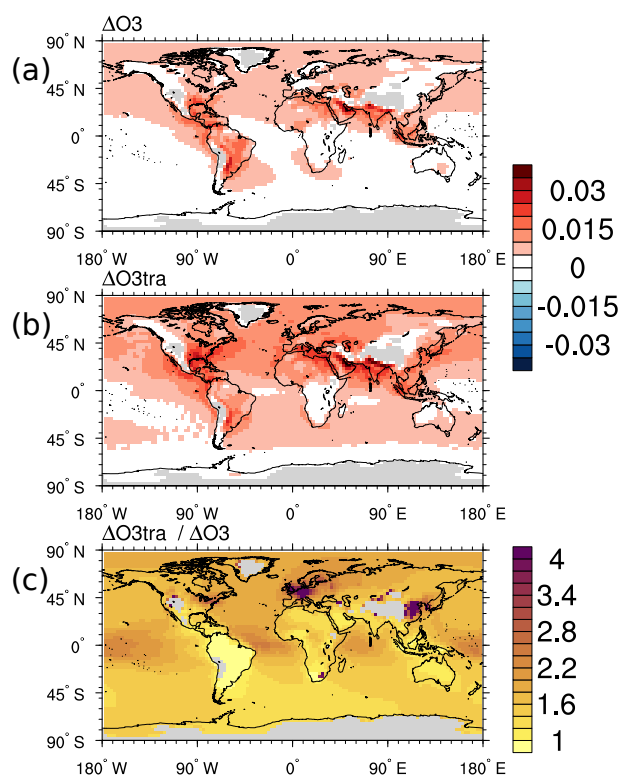 ΔO3
(a)
90° N
45° N
0°
45° S
90° S
180° W
90° W
0°
90° E
180° E
ΔO3tra
(b)
90° N
45° N
0°
45° S
90° S
180° W
90° W
0°
90° E
180° E
0.03
0.015
0
-0.015
-0.03
ΔO3tra / ΔO3
(c)
90° N
45° N
0°
45° S
90° S
180° W
90° W
0°
90° E
180° E
4
3.4
2.8
2.2
1.6
1